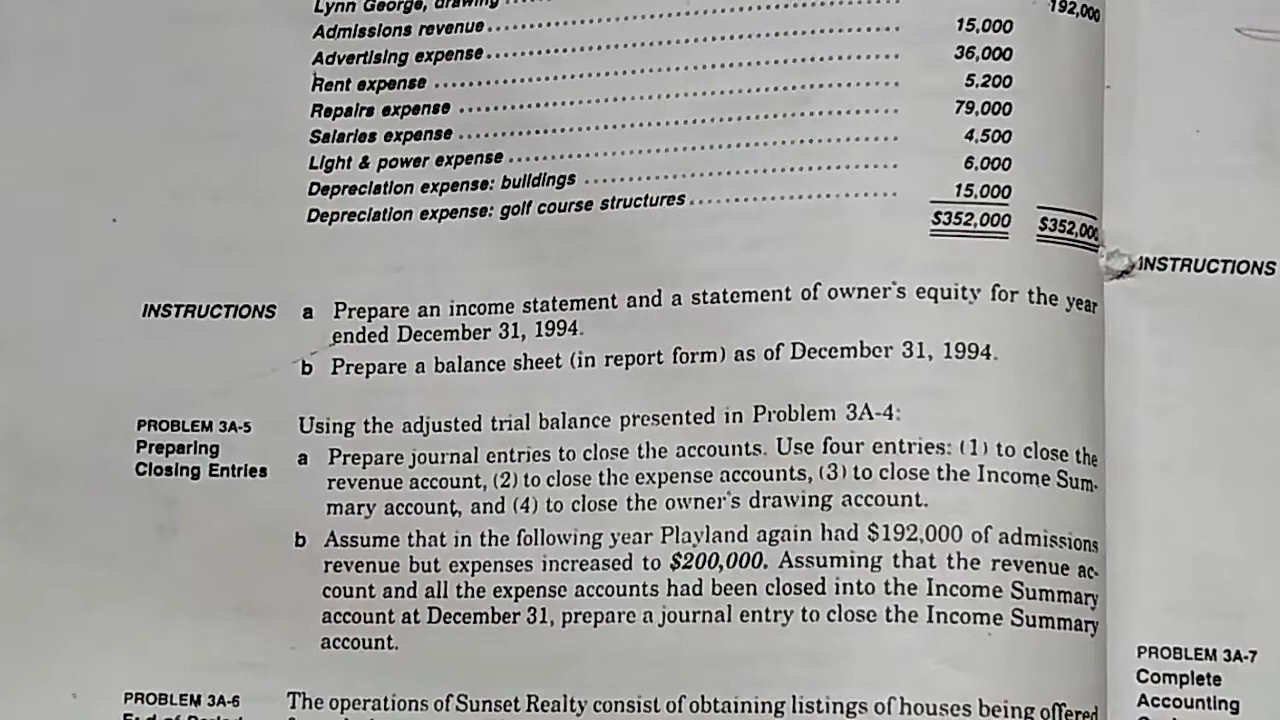 Lynn George, drawing
192,000
Admissions revenue 15,000
Advertising expense 36,000
Rent expense 5,200
Repairs expense 79,000
Salaries expense 4,500
Light & power expense 6,000
Depreciation expense: buildings 15,000
Depreciation expense: golf course structures $352,000 $352,000
INSTRUCTIONS a Prepare an income statement and a statement of owner's equity for the year
ended December 31, 1994.
b Prepare a balance sheet (in report form) as of December 31, 1994.
PROBLEM 3A-5
Preparing
Closing Entries
Using the adjusted trial balance presented in Problem 3A-4:
a Prepare journal entries to close the accounts. Use four entries: (1) to close the
revenue account, (2) to close the expense accounts, (3) to close the Income Sum-
mary account, and (4) to close the owner's drawing account.
b Assume that in the following year Playland again had $192,000 of admissions
revenue but expenses increased to $200,000. Assuming that the revenue ac-
count and all the expense accounts had been closed into the Income Summary
account at December 31, prepare a journal entry to close the Income Summary
account.
PROBLEM 3A-6
The operations of Sunset Realty consist of obtaining listings of houses being offered
INSTRUCTIONS
PROBLEM 3A-7
Complete
Accounting